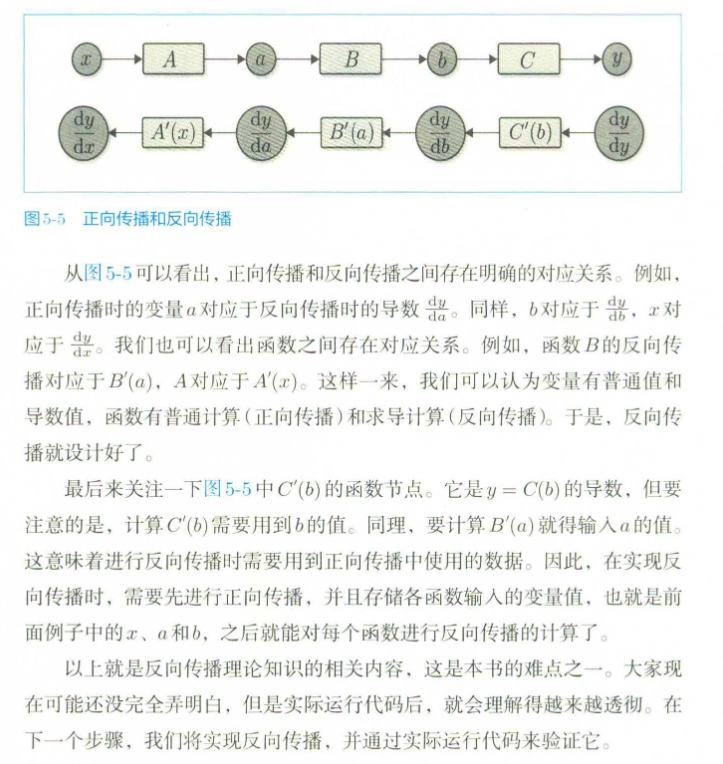 x A a B b C y
dy/dx A′(x) dy/da B′(a) dy/db C′(b) dy/dy
图5-5 正向传播和反向传播
从图5-5可以看出，正向传播和反向传播之间存在明确的对应关系。例如，
正向传播时的变量a对应于反向传播时的导数 dy/da。同样，b对应于 dy/db，x对
应于 dy/dx。我们也可以看出函数之间存在对应关系。例如，函数B的反向传
播对应于B′(a)，A对应于A′(x)。这样一来，我们可以认为变量有普通值和
导数值，函数有普通计算(正向传播)和求导计算(反向传播)。于是，反向传
播就设计好了。
最后来关注一下图5-5中C′(b)的函数节点。它是y = C(b)的导数，但要
注意的是，计算C′(b)需要用到b的值。同理，要计算B′(a)就得输入a的值。
这意味着进行反向传播时需要用到正向传播中使用的数据。因此，在实现反
向传播时，需要先进行正向传播，并且存储各函数输入的变量值，也就是前
面例子中的x、a和b，之后就能对每个函数进行反向传播的计算了。
以上就是反向传播理论知识的相关内容，这是本书的难点之一。大家现
在可能还没完全弄明白，但是实际运行代码后，就会理解得越来越透彻。在
下一个步骤，我们将实现反向传播，并通过实际运行代码来验证它。